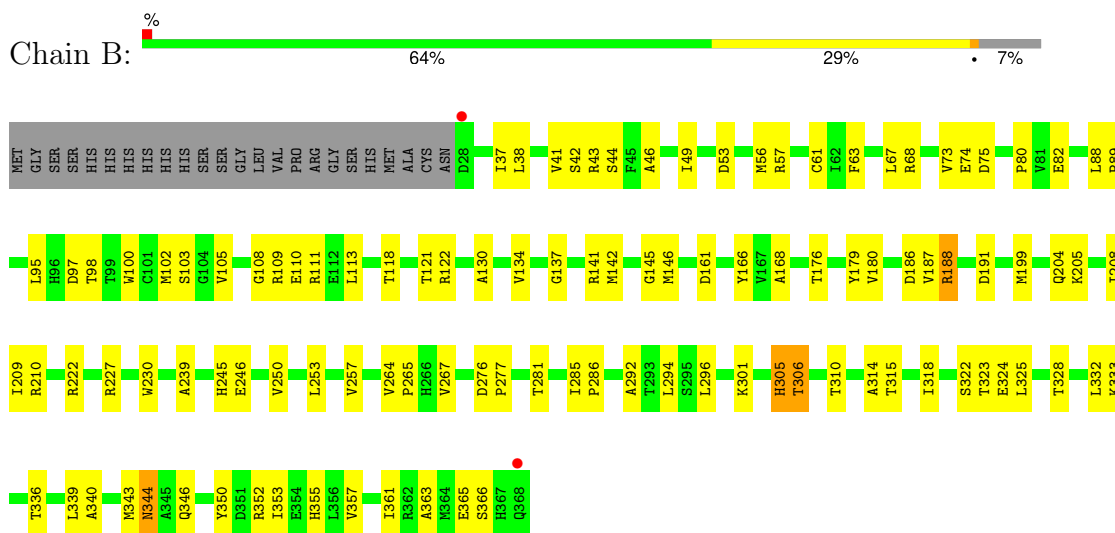 %
Chain B:
64% 29% • 7%
MET GLY SER SER HIS HIS HIS HIS HIS HIS SER SER GLY LEU VAL PRO ARG GLY SER HIS MET ALA CYS ASN D28 I37 L38 V41 S42 R43 S44 F45 A46 I49 D53 M56 R57 C61 I62 F63 L67 R68 V73 E74 D75 P80 V81 E82 L88
L95 H96 D97 T98 T99 W100 C101 M102 S103 G104 V105 G108 R109 E110 R111 E112 L113 T118 T121 R122 A130 V134 G137 R141 M142 G145 M146 D161 Y166 V167 A168 T176 Y179 V180 D186 V187 R188 D191 M199 Q204 K205
I209 R210 R222 R227 W230 A239 H245 E246 V250 L253 V257 V264 P265 H266 V267 D276 P277 T281 I285 P286 A292 T293 L294 S295 L296 K301 H305 T306 T310 A314 T315 I318 S322 T323 E324 L325 T328 L332
T336 L339 A340 M343 N344 A345 Q346 Y350 D351 R352 I353 E354 H355 L356 V357 I361 R362 A363 M364 E365 S366 H367 Q368